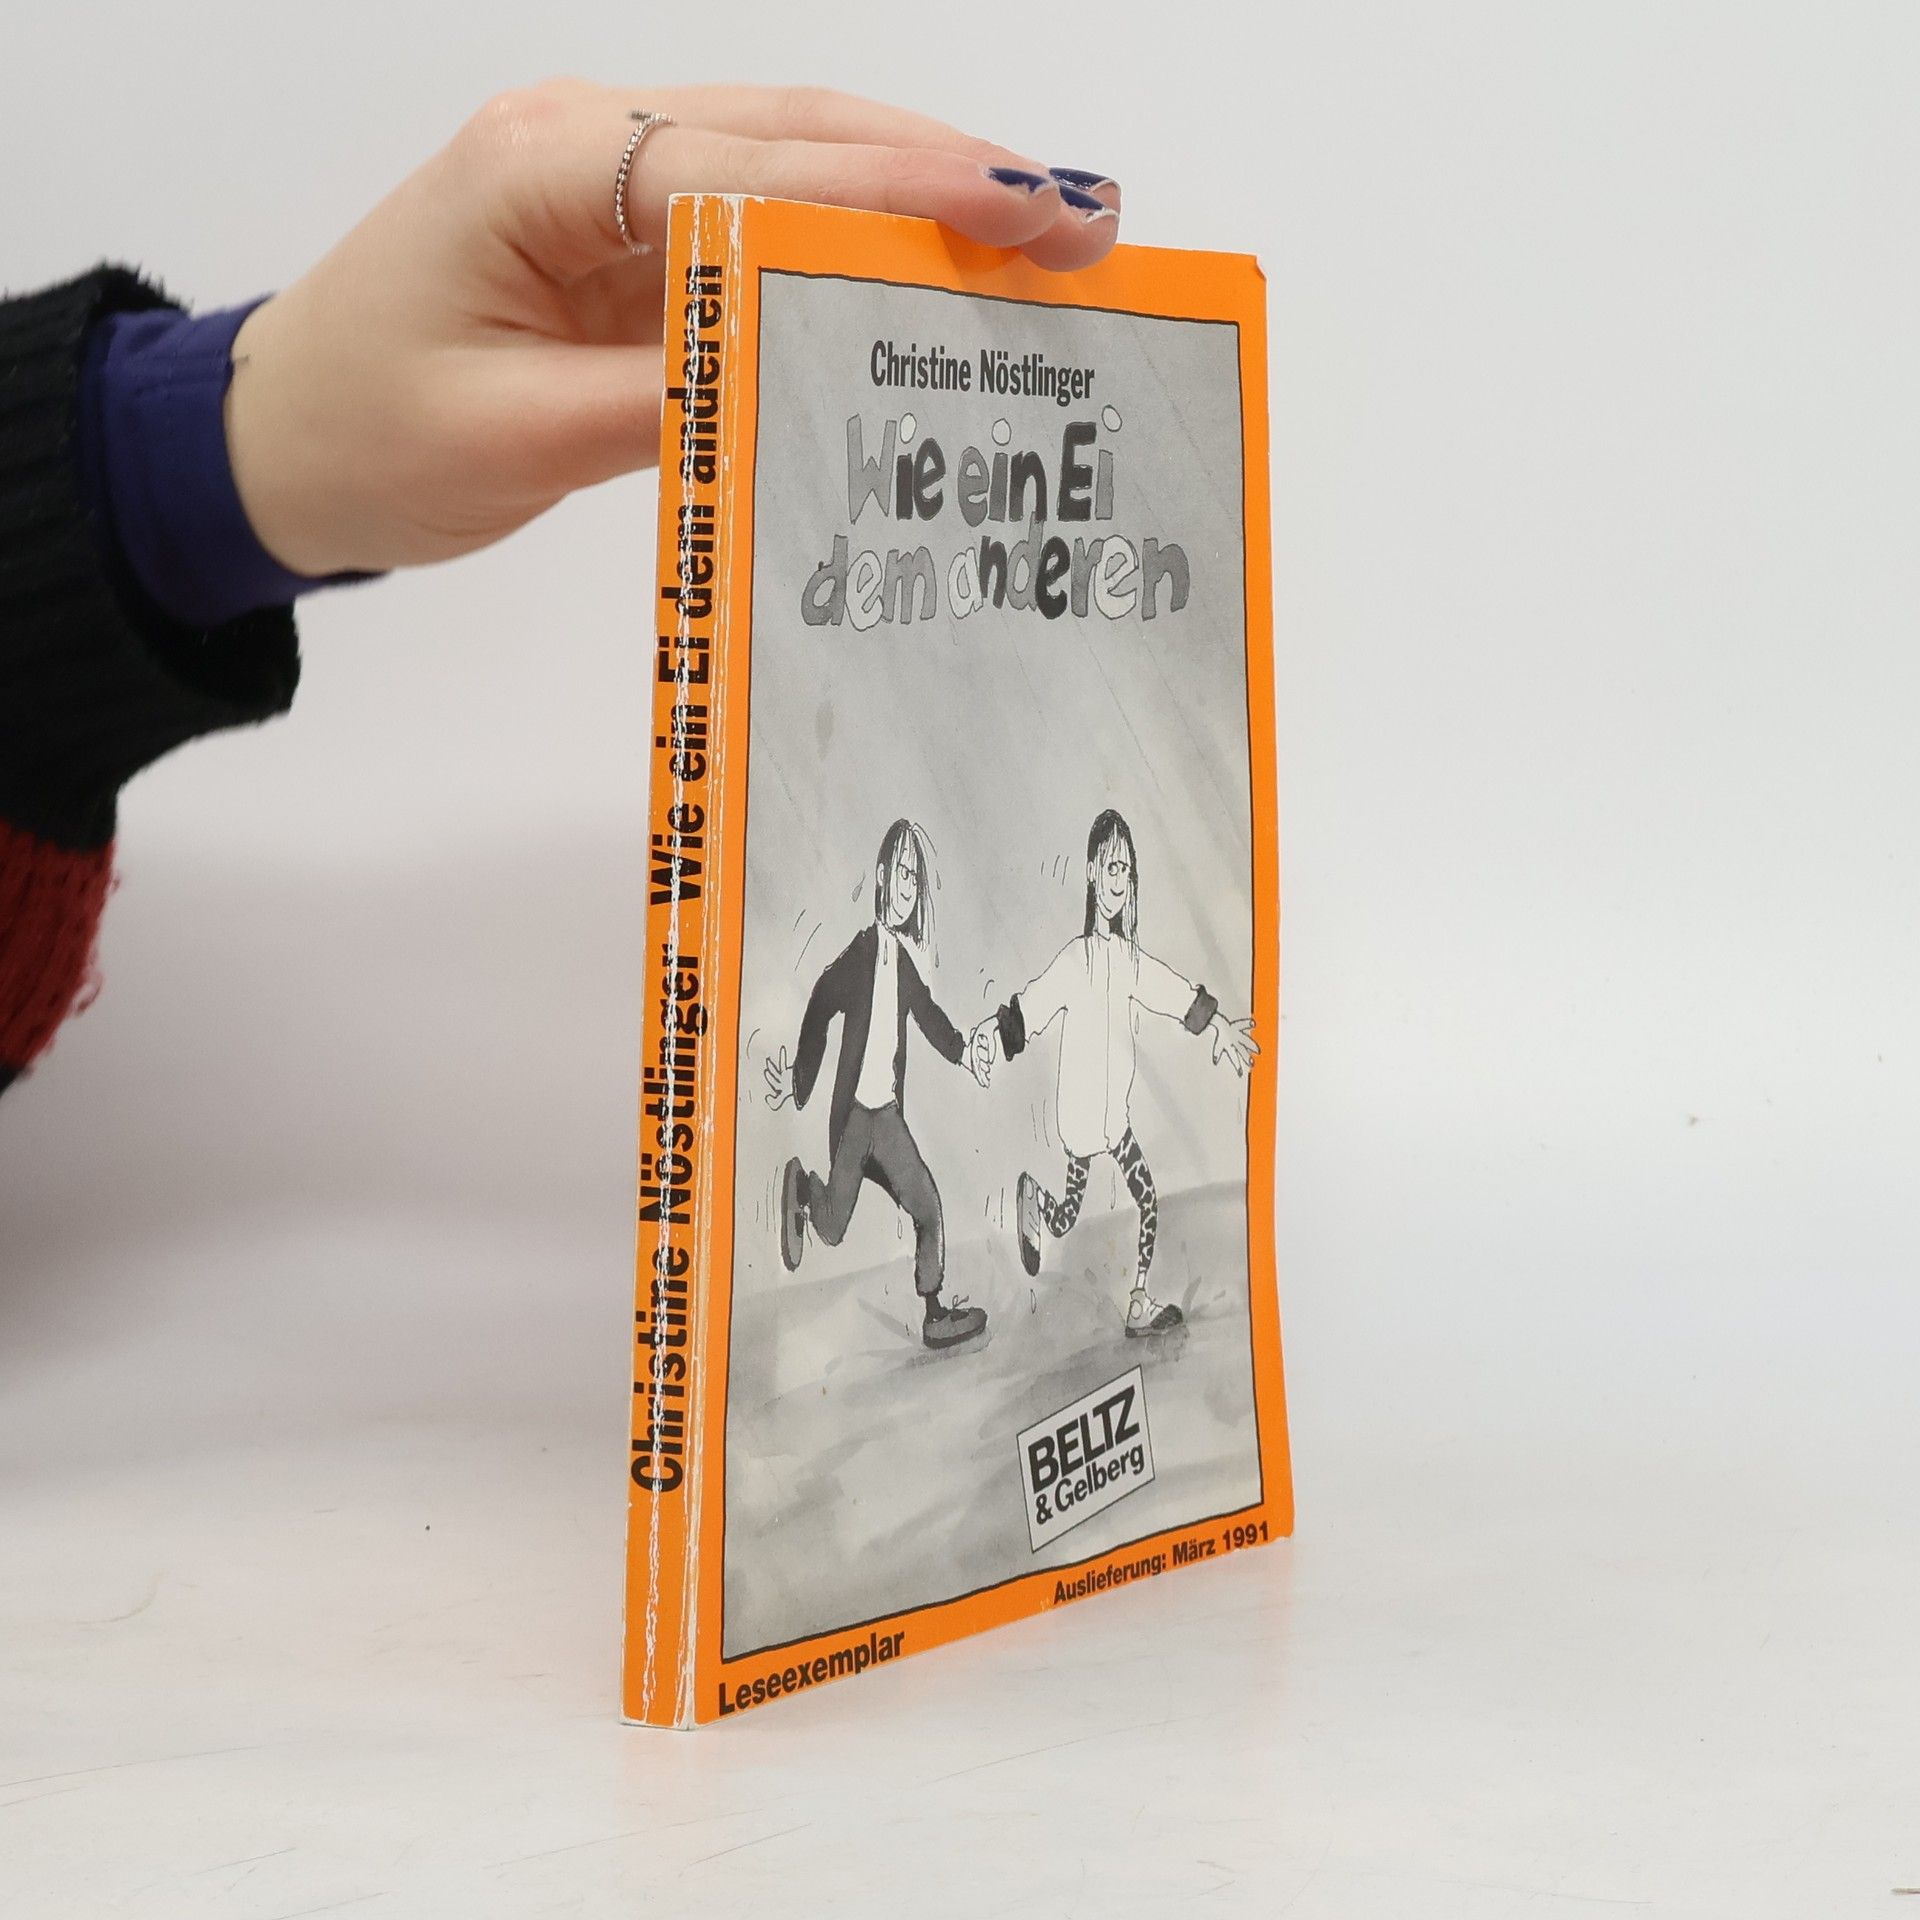 Christine Nöstlinger Wie ein Ei dem anderen
Christine Nöstlinger
Wie ein Ei
dem anderen
BELTZ
& Gelberg
Auslieferung: März 1991
Leseexemplar